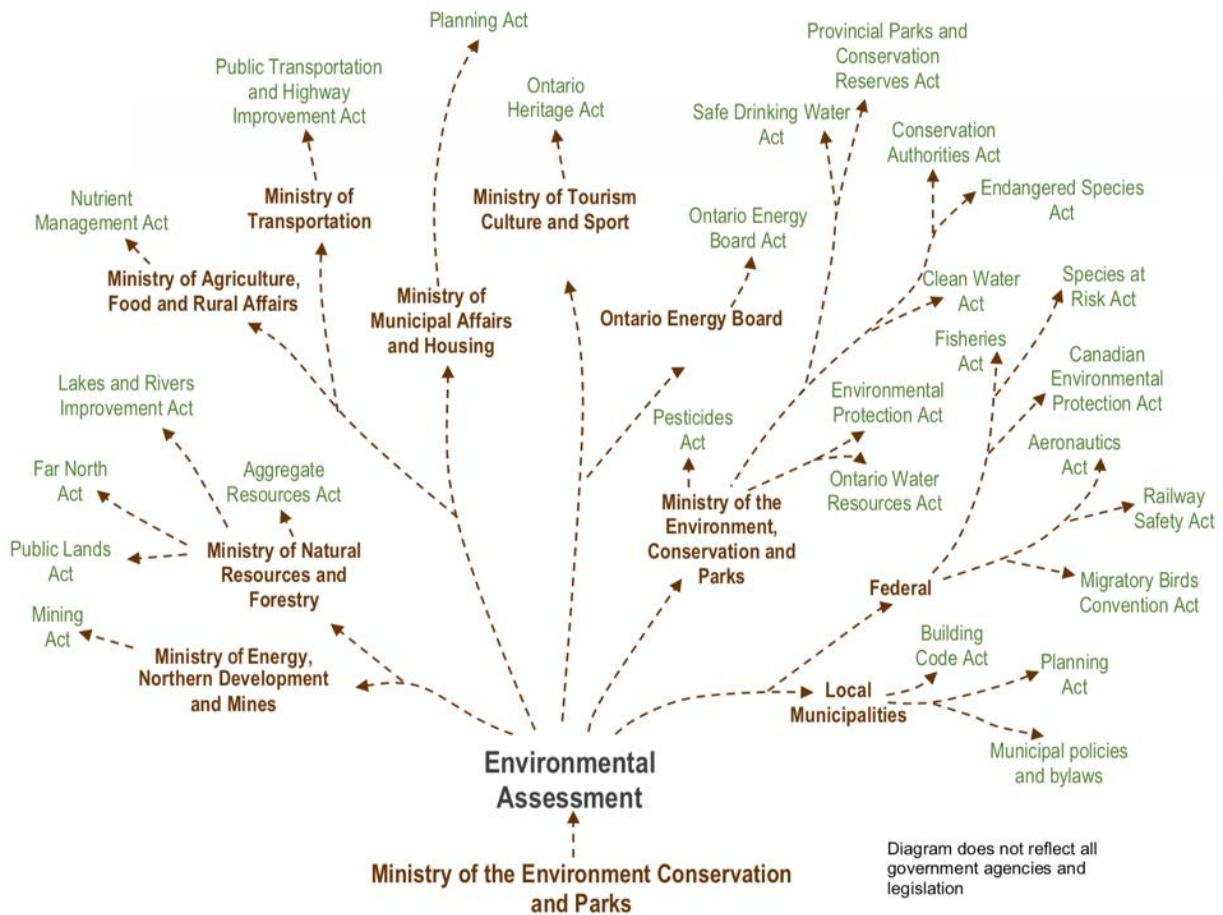 Planning Act
Provincial Parks and
Conservation
Reserves Act
Public Transportation
and Highway
Improvement Act
Ontario
Heritage Act
Safe Drinking Water
Act
Conservation
Authorities Act
Nutrient
Management Act
Ministry of
Transportation
Ministry of Tourism
Culture and Sport
Endangered Species
Act
Ontario Energy
Board Act
Ministry of Agriculture,
Food and Rural Affairs
Ministry of
Municipal Affairs
and Housing
Ontario Energy Board
Clean Water
Act
Species at
Risk Act
Fisheries
Act
Canadian
Environmental
Protection Act
Lakes and Rivers
Improvement Act
Pesticides
Act
Environmental
Protection Act
Aeronautics
Act
Far North
Act
Aggregate
Resources Act
Ontario Water
Resources Act
Railway
Safety Act
Public Lands
Act
Ministry of Natural
Resources and
Forestry
Ministry of the
Environment,
Conservation and
Parks
Federal
Migratory Birds
Convention Act
Mining
Act
Ministry of Energy,
Northern Development
and Mines
Building
Code Act
Planning
Act
Local
Municipalities
Municipal policies
and bylaws
Environmental
Assessment
Ministry of the Environment Conservation
and Parks
Diagram does not reflect all
government agencies and
legislation